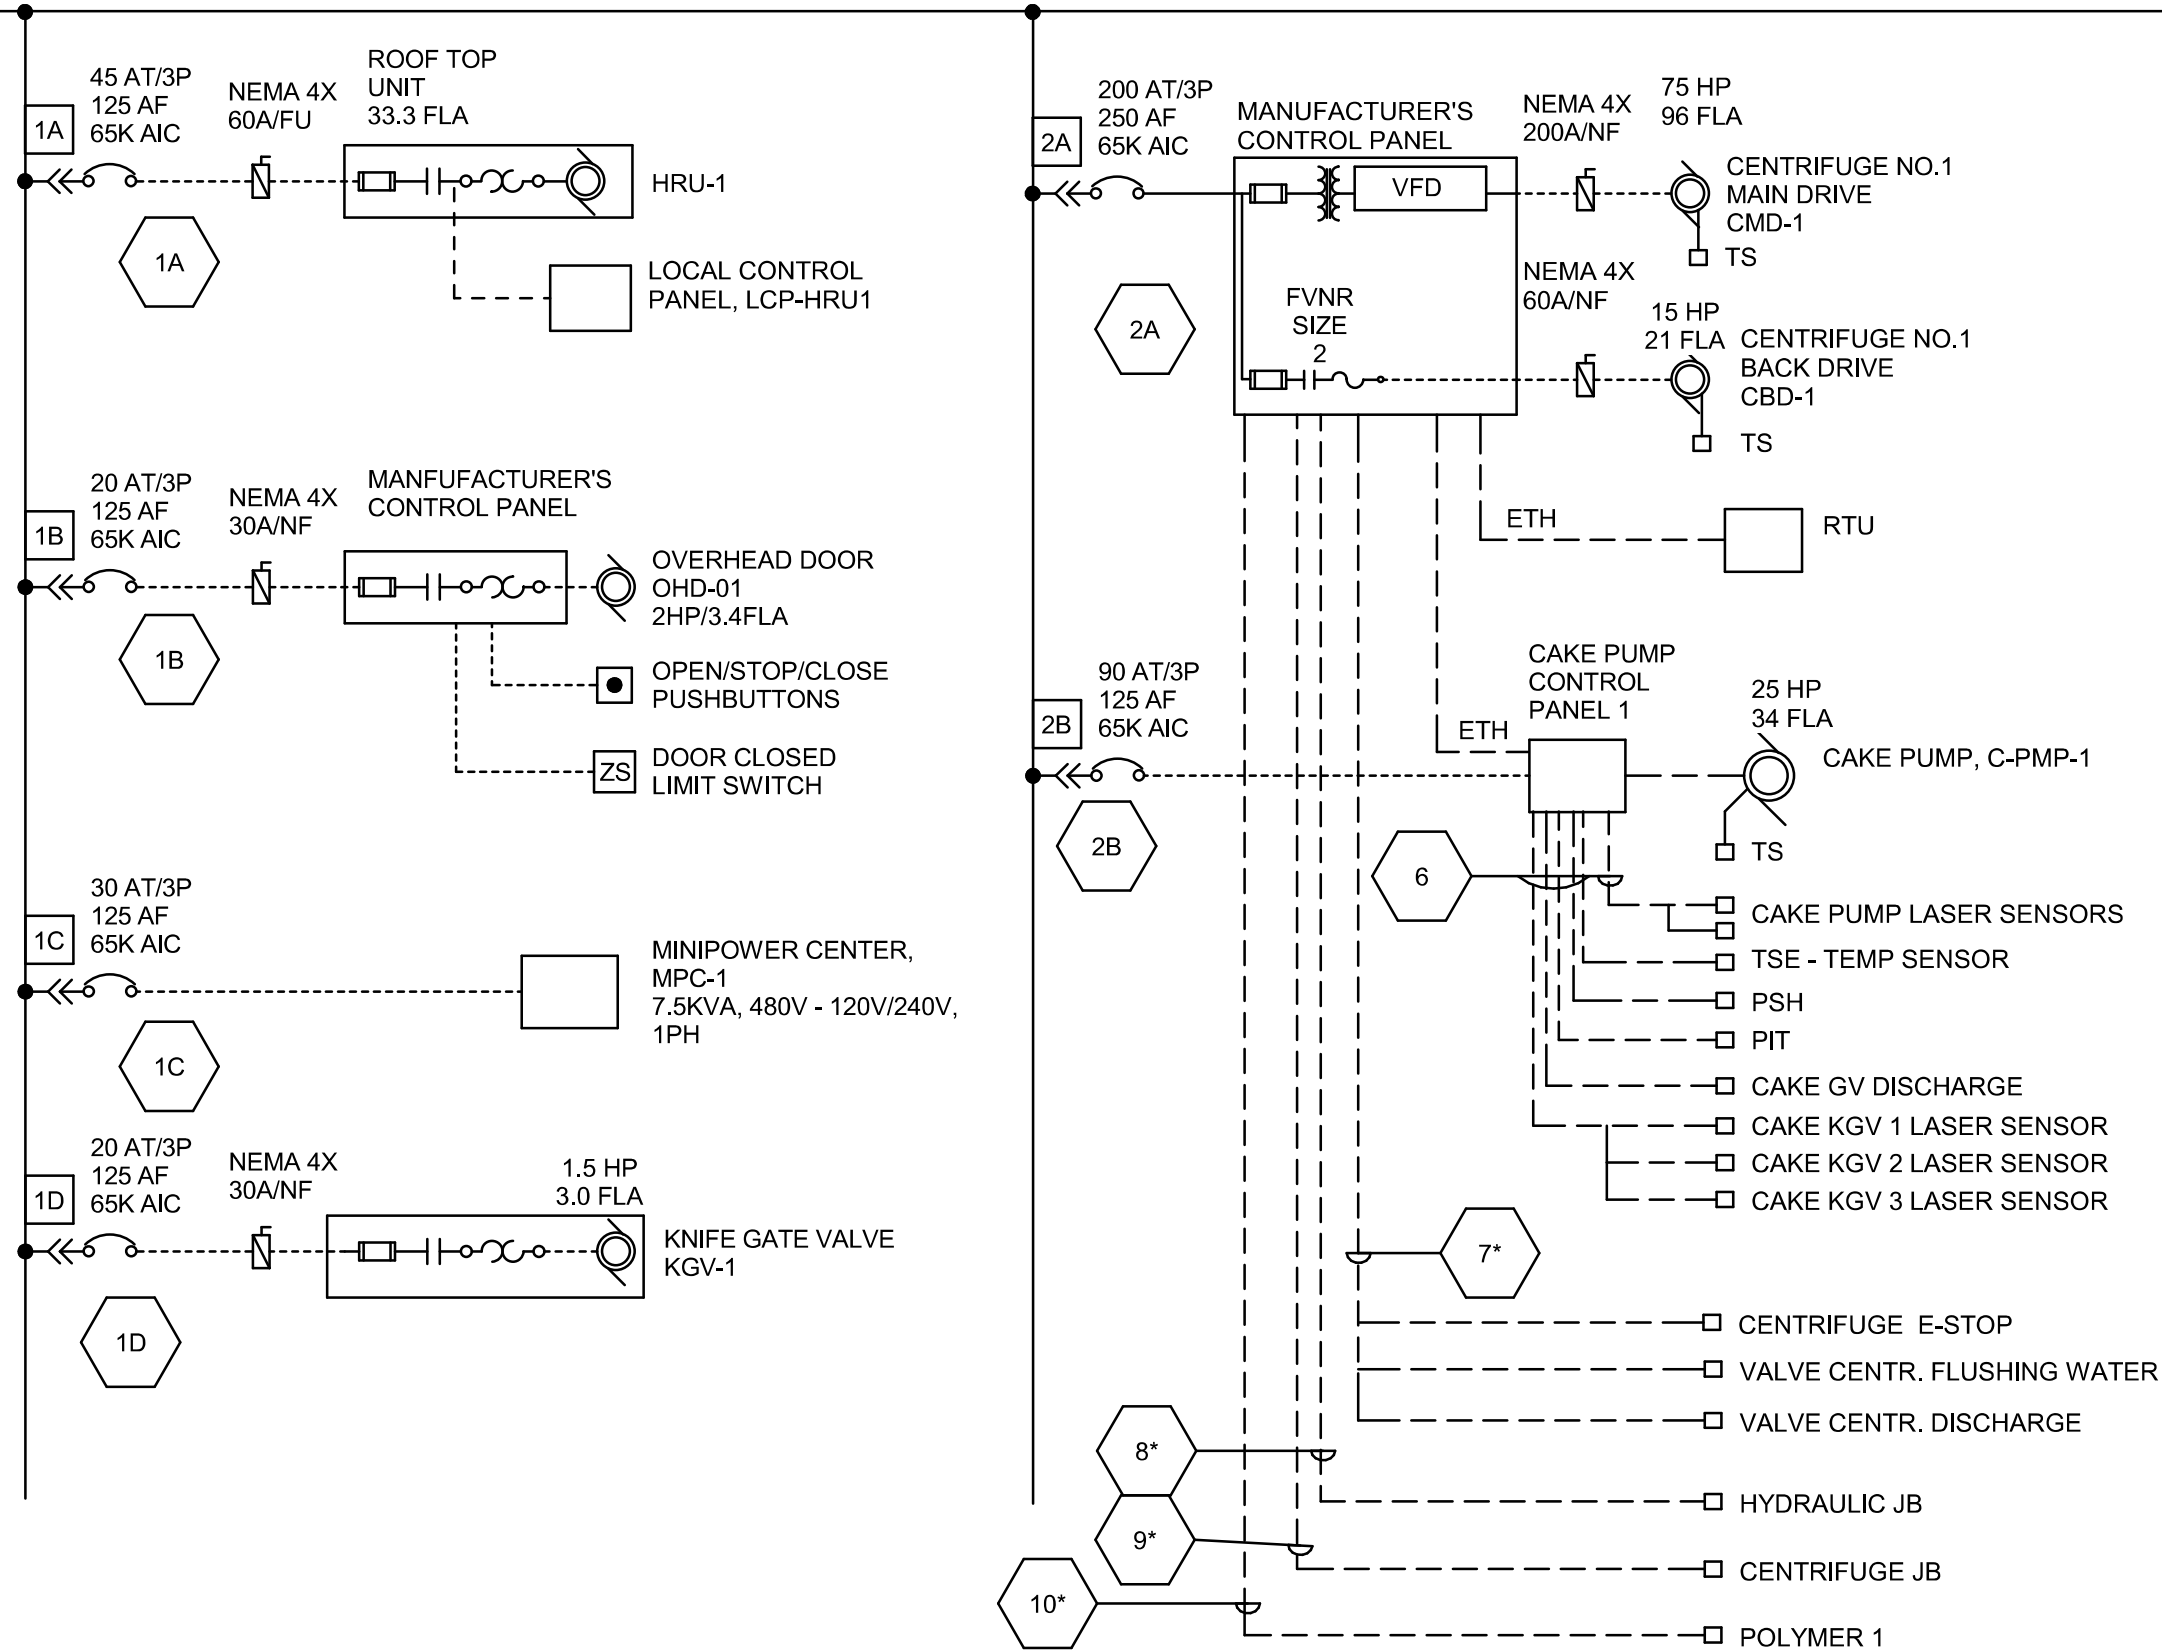 1A
45 AT/3P
125 AF
65K AIC
NEMA 4X
60A/FU
ROOF TOP
UNIT
33.3 FLA
HRU-1
1A
LOCAL CONTROL
PANEL, LCP-HRU1
1B
20 AT/3P
125 AF
65K AIC
NEMA 4X
30A/NF
MANFUFACTURER'S
CONTROL PANEL
OVERHEAD DOOR
OHD-01
2HP/3.4FLA
1B
OPEN/STOP/CLOSE
PUSHBUTTONS
ZS
DOOR CLOSED
LIMIT SWITCH
1C
30 AT/3P
125 AF
65K AIC
MINIPOWER CENTER,
MPC-1
7.5KVA, 480V - 120V/240V,
1PH
1C
1D
20 AT/3P
125 AF
65K AIC
NEMA 4X
30A/NF
1.5 HP
3.0 FLA
KNIFE GATE VALVE
KGV-1
1D
2A
200 AT/3P
250 AF
65K AIC
MANUFACTURER'S
CONTROL PANEL
VFD
NEMA 4X
200A/NF
75 HP
96 FLA
CENTRIFUGE NO.1
MAIN DRIVE
CMD-1
TS
2A
FVNR
SIZE
2
NEMA 4X
60A/NF
15 HP
21 FLA
CENTRIFUGE NO.1
BACK DRIVE
CBD-1
TS
ETH
RTU
2B
90 AT/3P
125 AF
65K AIC
ETH
CAKE PUMP
CONTROL
PANEL 1
25 HP
34 FLA
CAKE PUMP, C-PMP-1
TS
2B
6
CAKE PUMP LASER SENSORS
TSE - TEMP SENSOR
PSH
PIT
CAKE GV DISCHARGE
CAKE KGV 1 LASER SENSOR
CAKE KGV 2 LASER SENSOR
CAKE KGV 3 LASER SENSOR
7*
CENTRIFUGE E-STOP
VALVE CENTR. FLUSHING WATER
VALVE CENTR. DISCHARGE
8*
HYDRAULIC JB
9*
CENTRIFUGE JB
10*
POLYMER 1